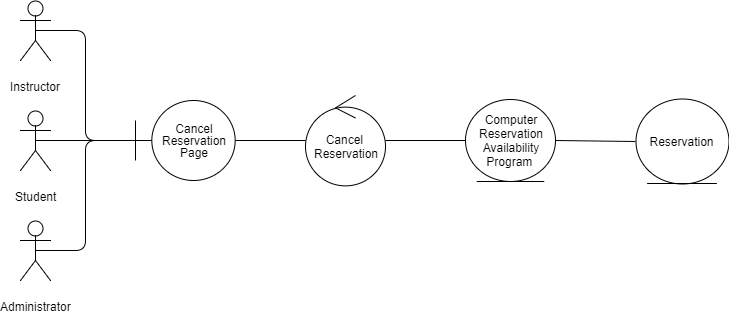 Instructor
Student
Administrator
Cancel
Reservation
Page
Cancel
Reservation
Computer
Reservation
Availability
Program
Reservation